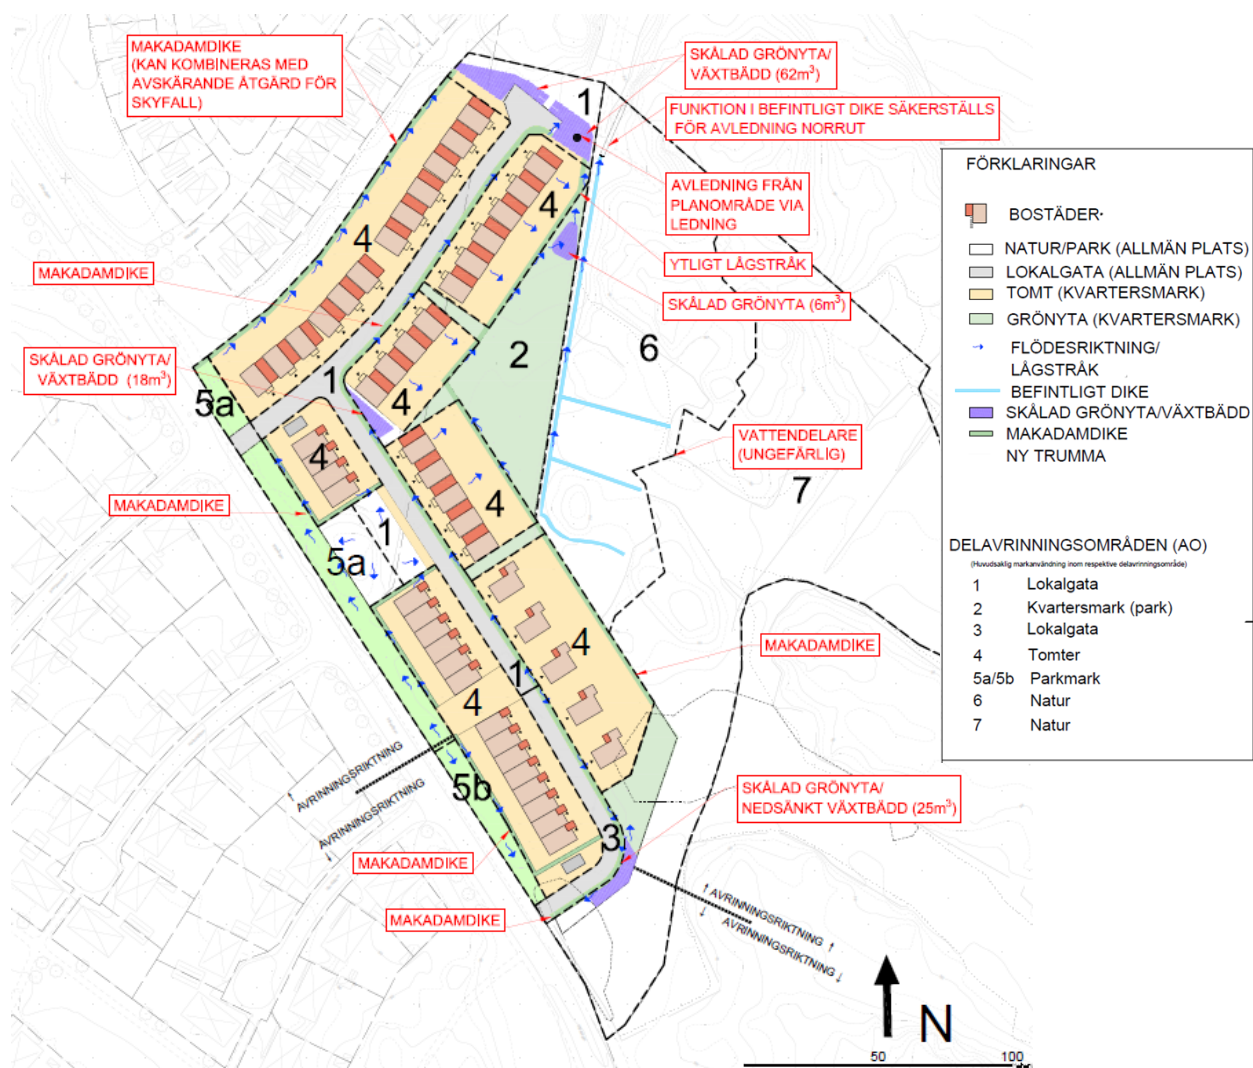 MAKADAMDIKE
(KAN KOMBINERAS MED
AVSKÄRANDE ÅTGÄRD FÖR
SKYFALL)
SKÅLAD GRÖNYTA/
VÄXTBÄDD (62m³)
1
FUNKTION I BEFINTLIGT DIKE SÄKERSTÄLLS
FÖR AVLEDNING NORRUT
AVLEDNING FRÅN
PLANOMRÅDE VIA
LEDNING
4
4
YTLIGT LÅGSTRÅK
MAKADAMDIKE
SKÅLAD GRÖNYTA (6m³)
6
2
SKÅLAD GRÖNYTA/
VÄXTBÄDD (18m³)
1
5a
4
VATTENDELARE
(UNGEFÄRLIG)
4
7
MAKADAMDIKE
4
1
5a
4
MAKADAMDIKE
1
4
AVRINNINGSRIKTNING
AVRINNINGSRIKTNING
5b
SKÅLAD GRÖNYTA/
NEDSÄNKT VÄXTBÄDD (25m³)
3
MAKADAMDIKE
MAKADAMDIKE
AVRINNINGSRIKTNING
AVRINNINGSRIKTNING
N
50
100
FÖRKLARINGAR
BOSTÄDER
NATUR/PARK (ALLMÄN PLATS)
LOKALGATA (ALLMÄN PLATS)
TOMT (KVARTERSMARK)
GRÖNYTA (KVARTERSMARK)
FLÖDESRIKTNING/
LÅGSTRÅK
BEFINTLIGT DIKE
SKÅLAD GRÖNYTA/VÄXTBÄDD
MAKADAMDIKE
NY TRUMMA
DELAVRINNINGSOMRÅDEN (AO)
(Huvudsaklig markanvändning inom respektive delavrinningsområde)
1 Lokalgata
2 Kvartersmark (park)
3 Lokalgata
4 Tomter
5a/5b Parkmark
6 Natur
7 Natur